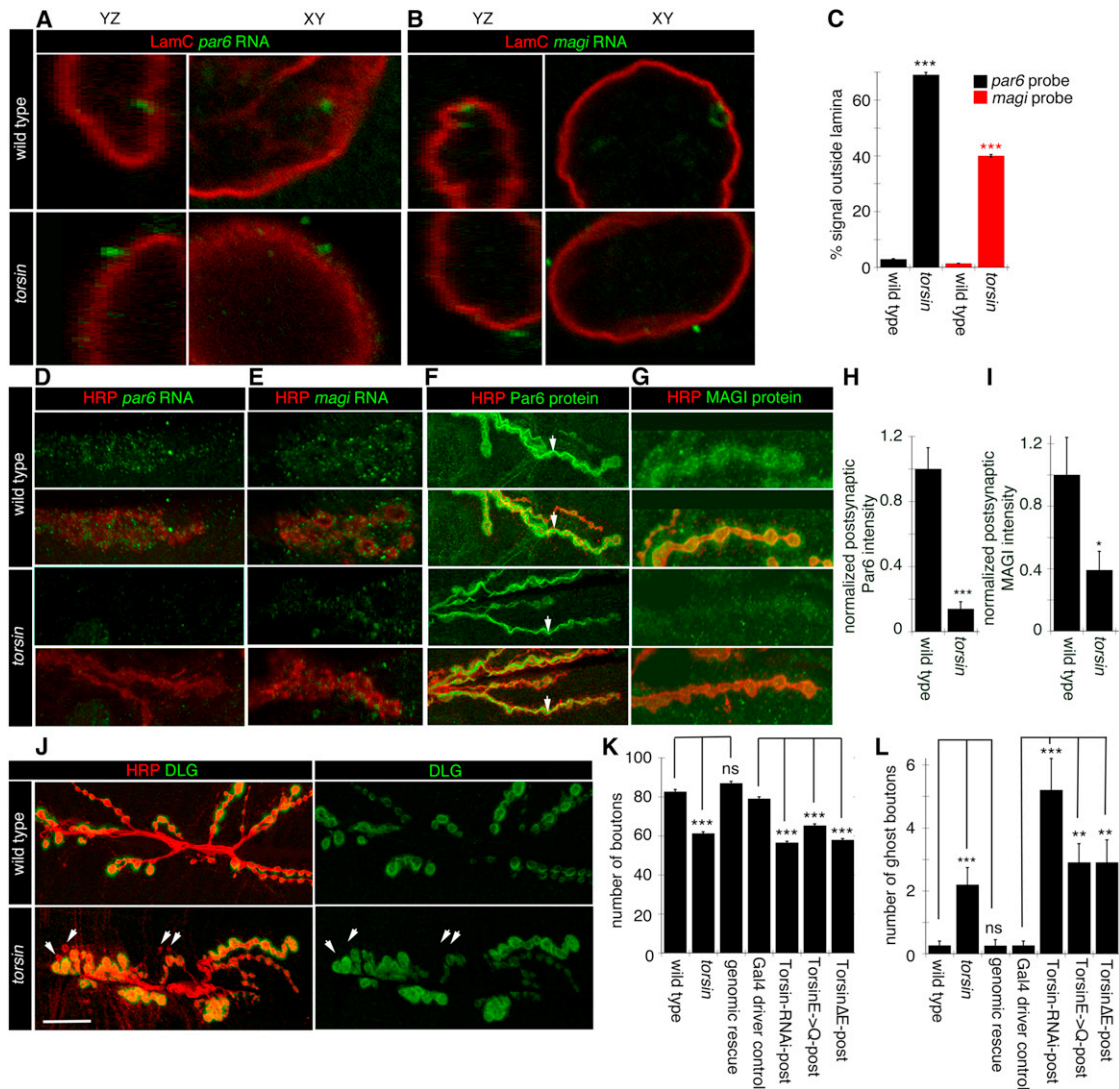 A
YZ
XY
B
YZ
XY
C
LamC par6 RNA
LamC magi RNA
wild type
torsin
par6 probe
magi probe
% signal outside lamina
60
40
20
0
***
***
wild type
torsin
wild type
torsin
D
E
F
G
H
I
HRP par6 RNA
HRP magi RNA
HRP Par6 protein
HRP MAGI protein
wild type
torsin
normalized postsynaptic
Par6 intensity
1.2
0.8
0.4
0
***
wild type
torsin
normalized postsynaptic
MAGI intensity
1.2
0.8
0.4
0
*
wild type
torsin
J
HRP DLG
DLG
wild type
torsin
K
number of boutons
100
80
60
40
20
0
***
ns
***
***
***
wild type
torsin
genomic rescue
Gal4 driver control
Torsin-RNAi-post
TorsinE->Q-post
TorsinΔE-post
L
number of ghost boutons
6
4
2
0
***
ns
***
**
**
wild type
torsin
genomic rescue
Gal4 driver control
Torsin-RNAi-post
TorsinE->Q-post
TorsinΔE-post